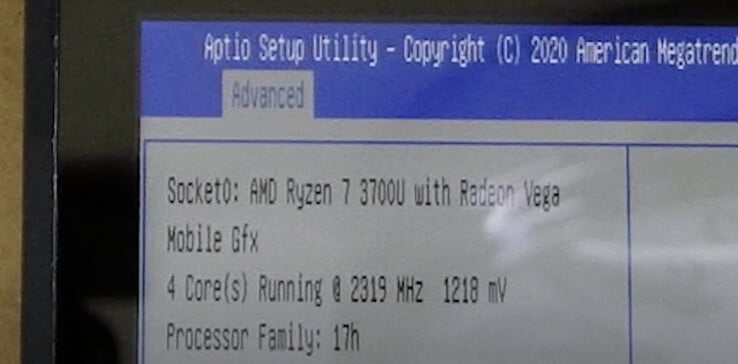 Aptio Setup Utility - Copyright (C) 2020 American Megatrend
Advanced
Socket0: AMD Ryzen 7 3700U with Radeon Vega
Mobile Gfx
4 Core(s) Running @ 2319 MHz  1218 mV
Processor Family: 17h